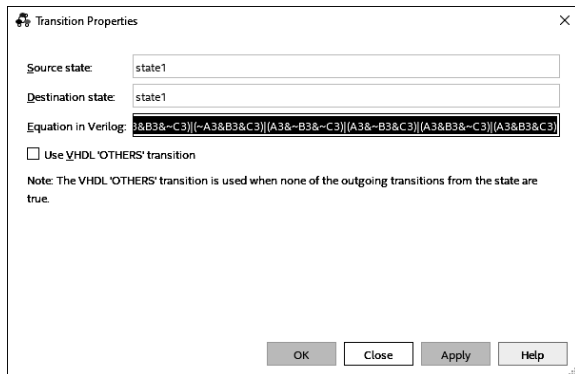 Transition Properties
Source state: state1
Destination state: state1
Equation in Verilog: 3&B3&~C3)|(~A3&B3&C3)|(A3&~B3&~C3)|(A3&~B3&C3)|(A3&B3&~C3)|(A3&B3&C3)
Use VHDL 'OTHERS' transition
Note: The VHDL 'OTHERS' transition is used when none of the outgoing transitions from the state are
true.
OK Close Apply Help